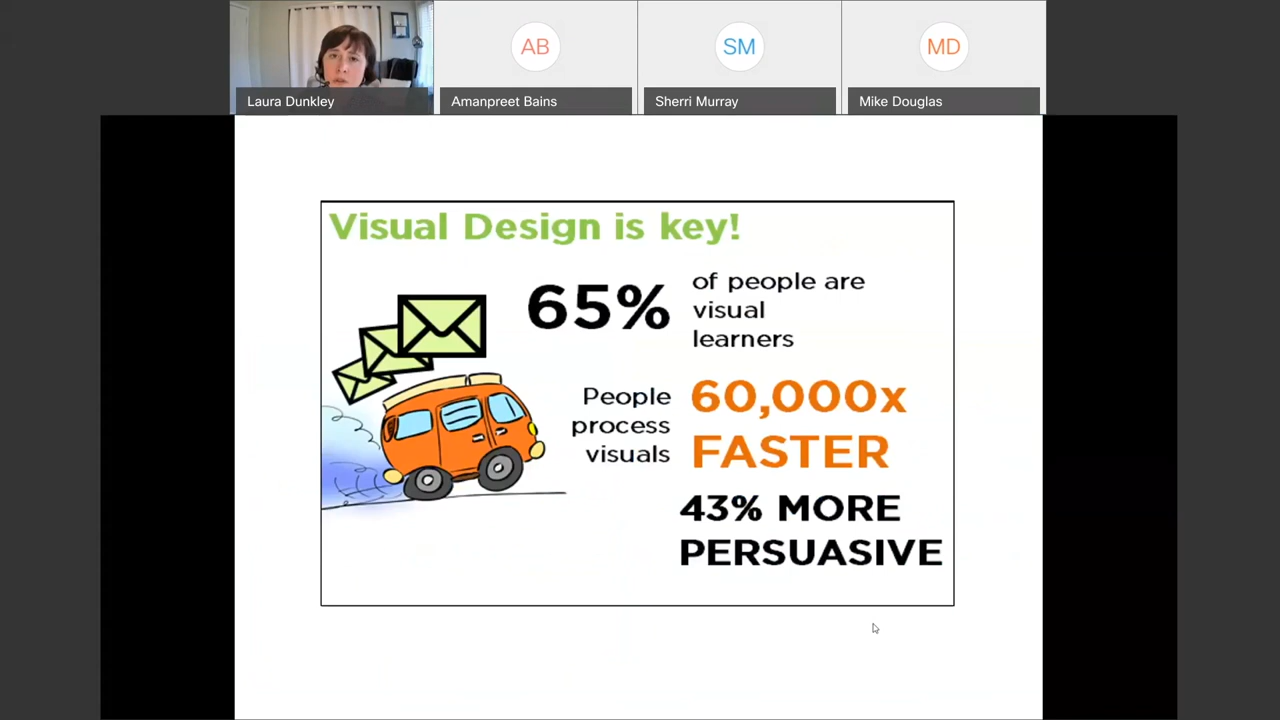 AB
SM
MD
Laura Dunkley
Amanpreet Bains
Sherri Murray
Mike Douglas
Visual Design is key!
65%
of people are
visual
learners
People
process
visuals
60,000x
FASTER
43% MORE
PERSUASIVE